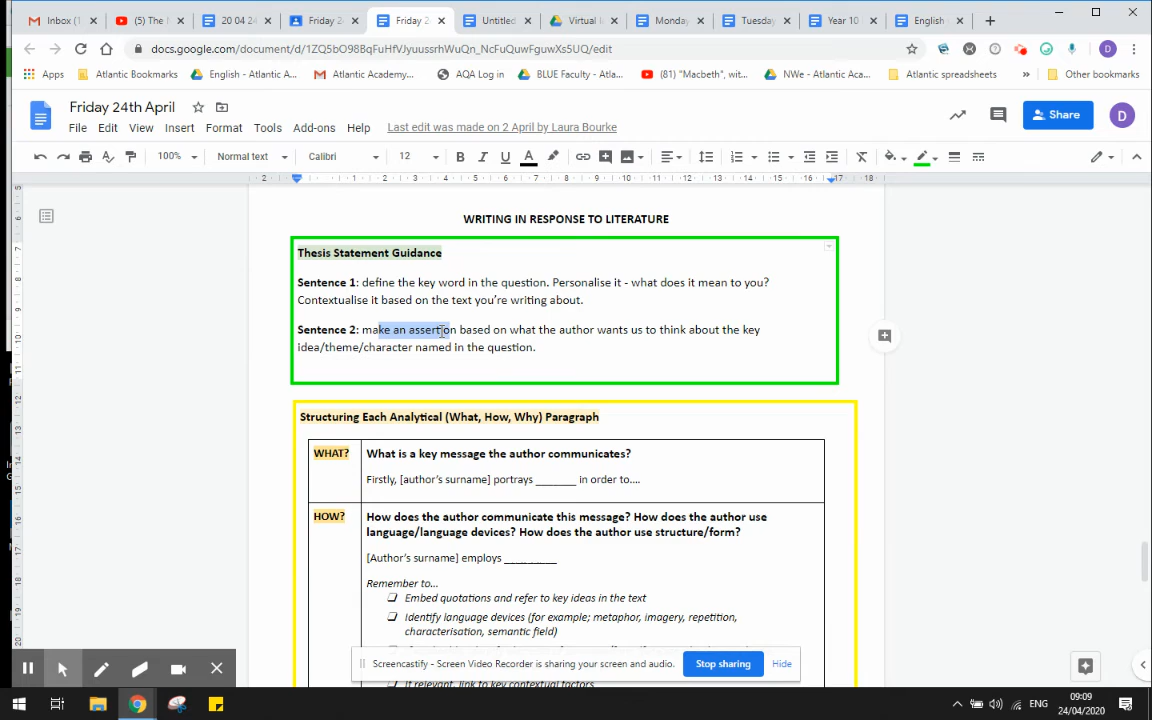 Inbox (1
(5) The M
20 04 24
Friday 24
Friday 24
Untitled
Virtual l
Monday
Tuesday
Year 10
English
docs.google.com/document/d/1ZQ5bO98BqFuHfVJyuussrhWuQn_NcFuQuwFguwXs5UQ/edit
Apps
Atlantic Bookmarks
English - Atlantic A...
Atlantic Academy...
AQA Log in
BLUE Faculty - Atla...
(81) "Macbeth", wit...
NWe - Atlantic Aca...
Atlantic spreadsheets
Other bookmarks
Friday 24th April
File Edit View Insert Format Tools Add-ons Help Last edit was made on 2 April by Laura Bourke
Share
D
100% Normal text Calibri 12
WRITING IN RESPONSE TO LITERATURE
Thesis Statement Guidance
Sentence 1: define the key word in the question. Personalise it - what does it mean to you?
Contextualise it based on the text you're writing about.
Sentence 2: make an assertion based on what the author wants us to think about the key
idea/theme/character named in the question.
Structuring Each Analytical (What, How, Why) Paragraph
WHAT?
What is a key message the author communicates?
Firstly, [author's surname] portrays _______ in order to....
HOW?
How does the author communicate this message? How does the author use
language/language devices? How does the author use structure/form?
[Author's surname] employs _________
Remember to...
Embed quotations and refer to key ideas in the text
Identify language devices (for example; metaphor, imagery, repetition,
characterisation, semantic field)
If relevant, link to key contextual factors
Screencastify - Screen Video Recorder is sharing your screen and audio.
Stop sharing
Hide
ENG
09:09
24/04/2020